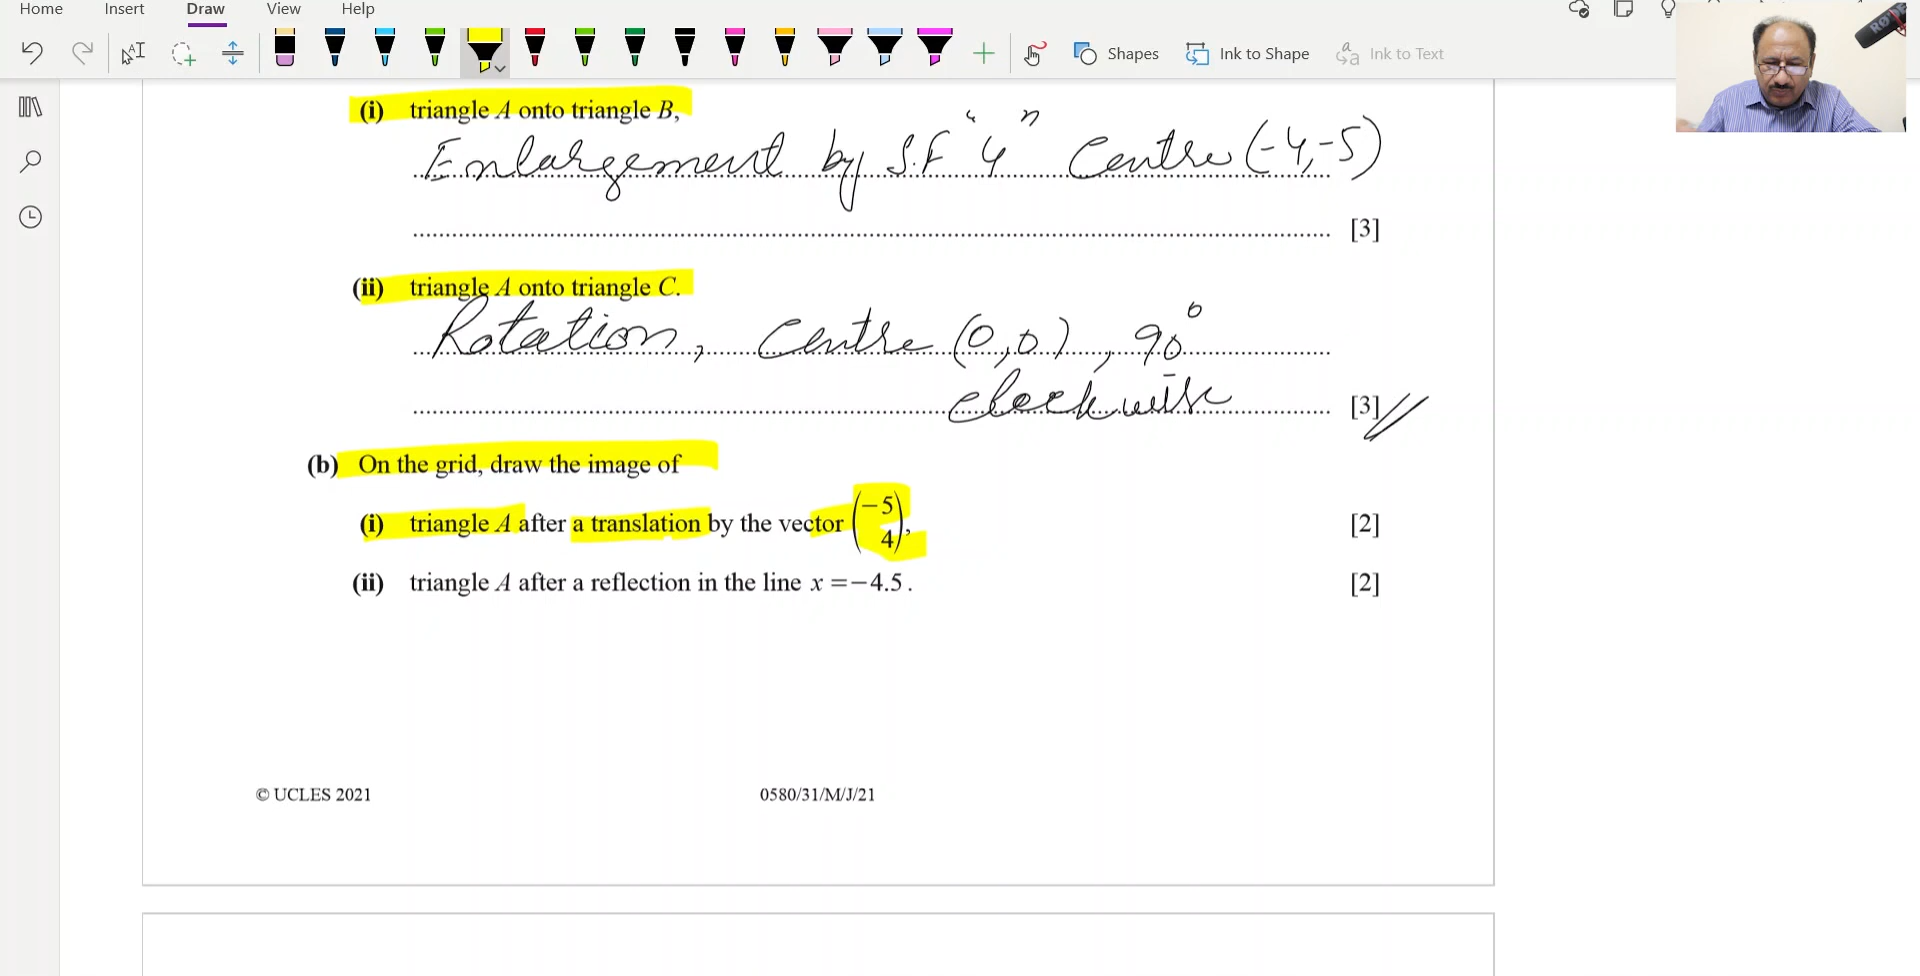 Home Insert Draw View Help
Shapes Ink to Shape Ink to Text
(i) triangle A onto triangle B,
Enlargement by S.F "4" Centre (-4,-5)
[3]
(ii) triangle A onto triangle C.
Rotation, Centre (0,0), 90°
clockwise [3]
(b) On the grid, draw the image of
(i) triangle A after a translation by the vector (−5 4), [2]
(ii) triangle A after a reflection in the line x = −4.5 . [2]
© UCLES 2021 0580/31/M/J/21
RODE